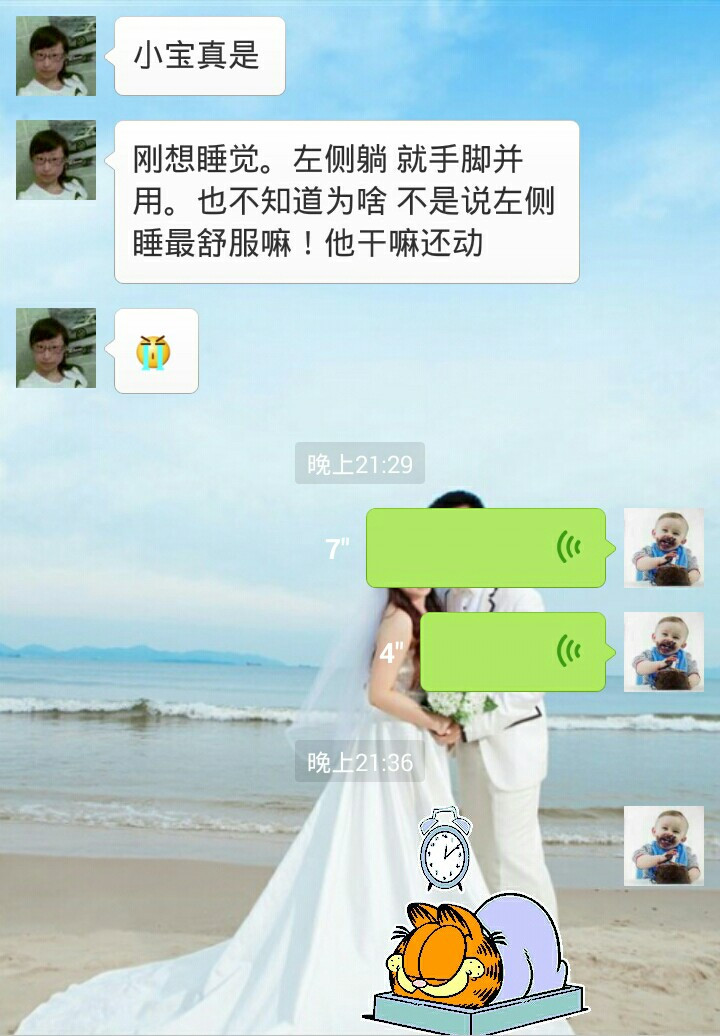 小宝真是
刚想睡觉。左侧躺 就手脚并
用。也不知道为啥 不是说左侧
睡最舒服嘛！他干嘛还动
晚上21:29
7"
4"
晚上21:36